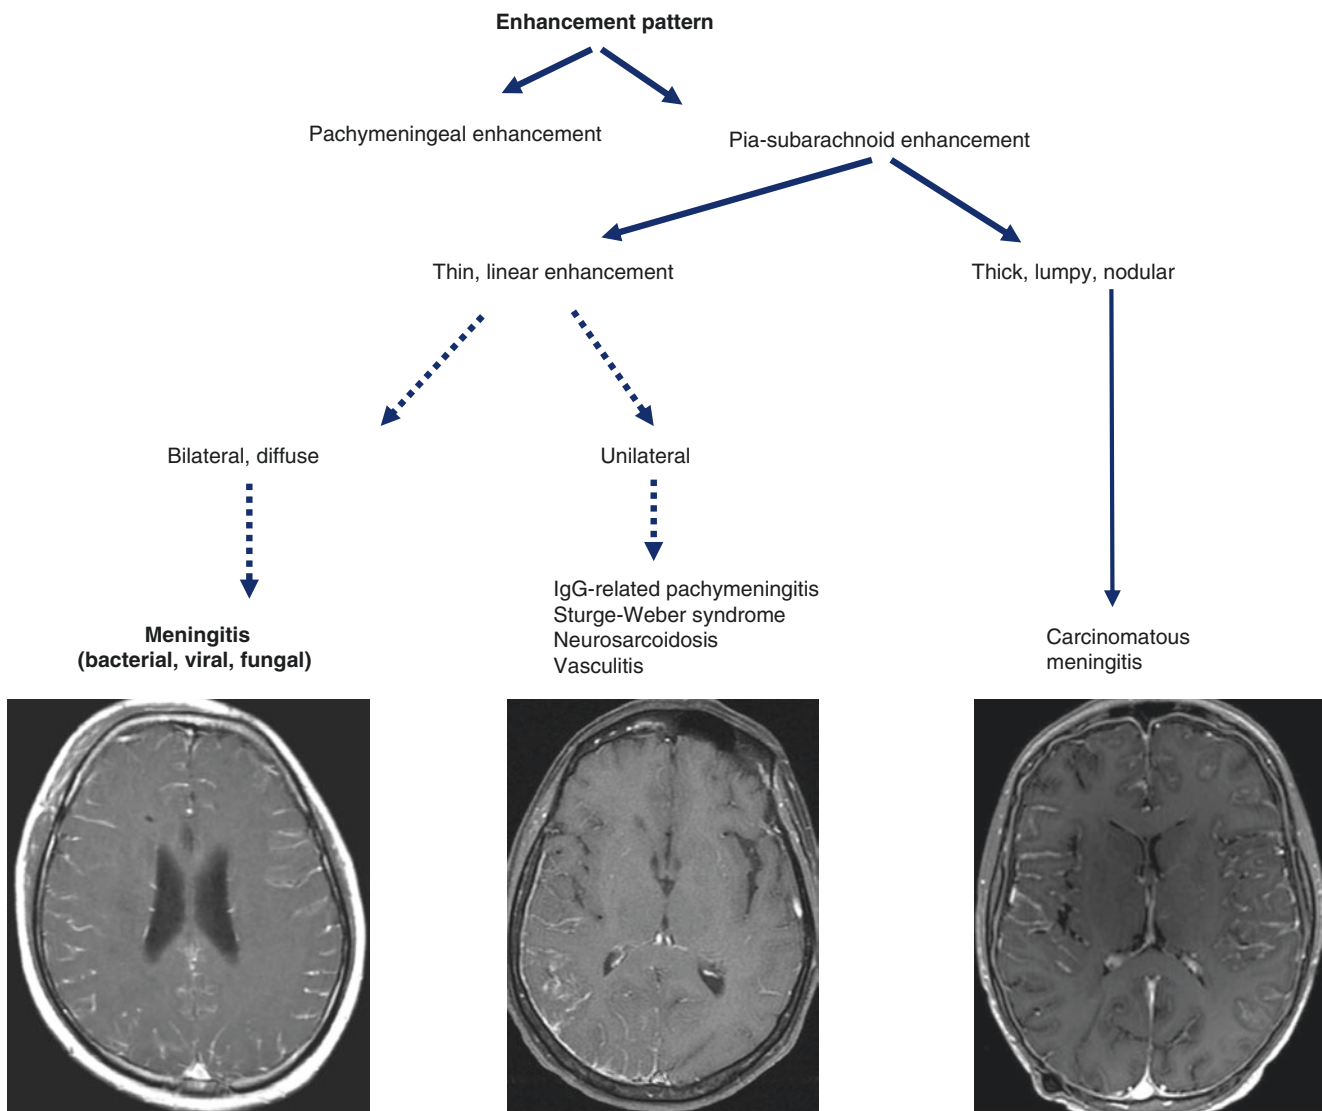 Enhancement pattern
Pachymeningeal enhancement
Pia-subarachnoid enhancement
Thin, linear enhancement
Thick, lumpy, nodular
Bilateral, diffuse
Unilateral
Meningitis
(bacterial, viral, fungal)
IgG-related pachymeningitis
Sturge-Weber syndrome
Neurosarcoidosis
Vasculitis
Carcinomatous
meningitis